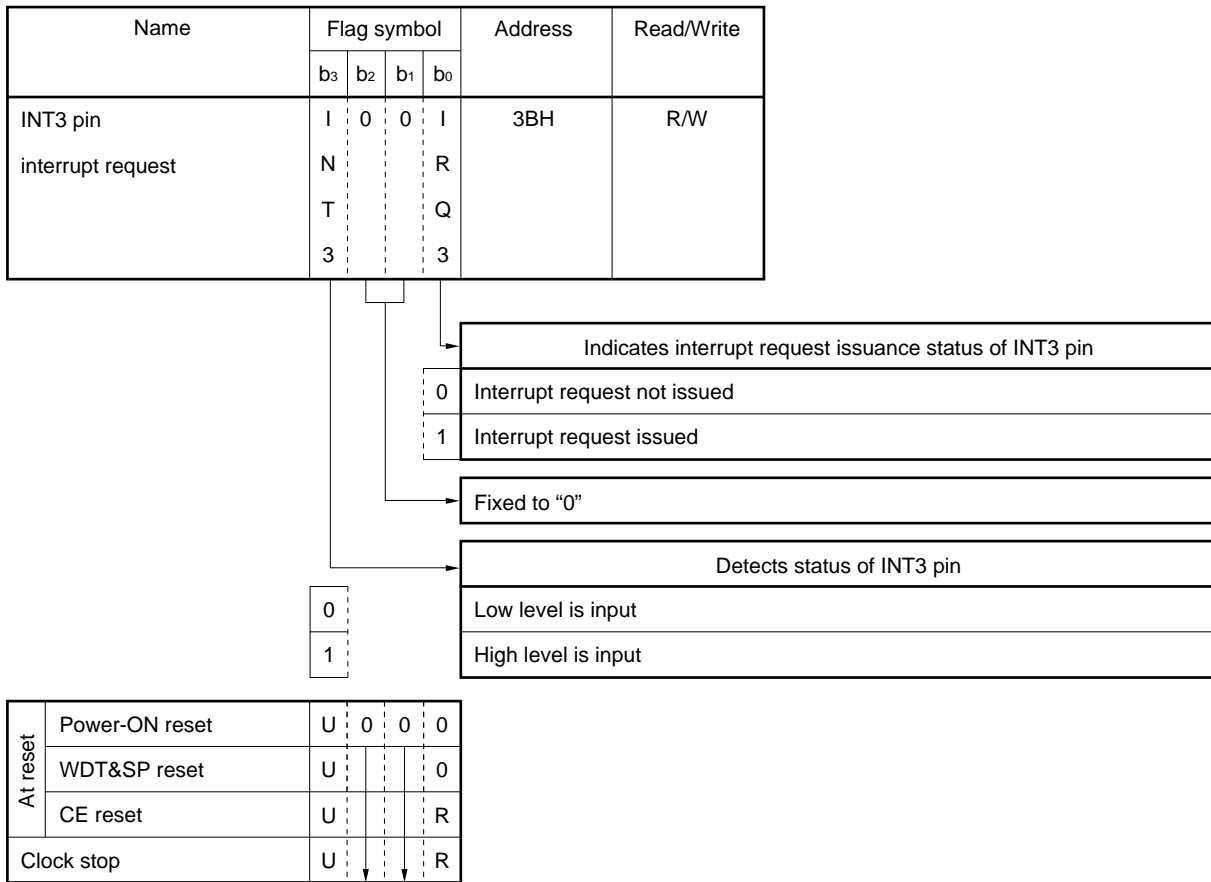 Name Flag symbol Address Read/Write
b3 b2 b1 b0
INT3 pin I 0 0 I 3BH R/W
interrupt request N R
T Q
3 3
Indicates interrupt request issuance status of INT3 pin
0 Interrupt request not issued
1 Interrupt request issued
Fixed to “0”
Detects status of INT3 pin
0 Low level is input
1 High level is input
At reset
Power-ON reset U 0 0 0
WDT&SP reset U 0
CE reset U R
Clock stop U R